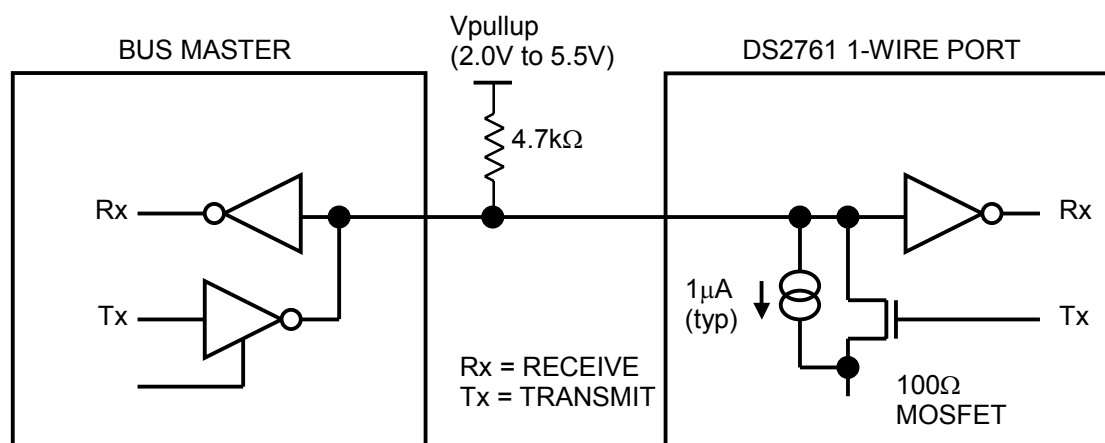 BUS MASTER
Vpullup
(2.0V to 5.5V)
DS2761 1-WIRE PORT
4.7kΩ
Rx
Rx
1μA
(typ)
Tx
Tx
Rx = RECEIVE
Tx = TRANSMIT
100Ω
MOSFET